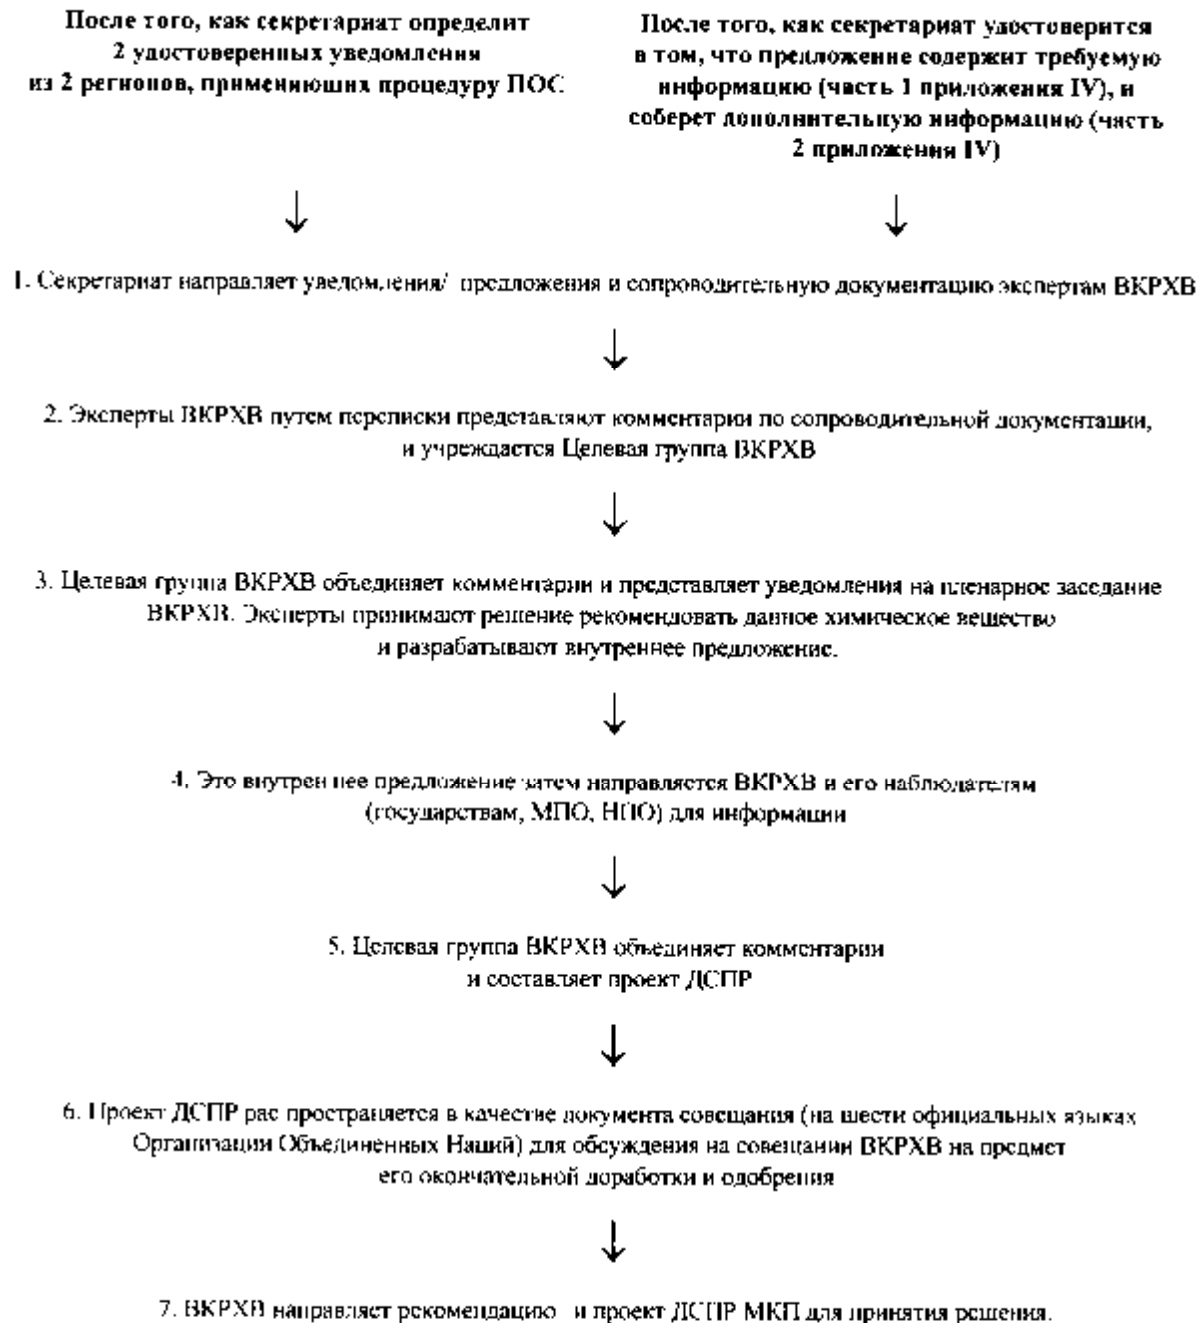 После того, как секретариат определит
2 удостоверенных уведомления
из 2 регионов, применяющих процедуру ПОС
После того, как секретариат удостоверится
в том, что предложение содержит требуемую
информацию (часть 1 приложения IV), и
соберет дополнительную информацию (часть
2 приложения IV)
1. Секретариат направляет уведомления/ предложения и сопроводительную документацию экспертам ВКРХВ
2. Эксперты ВКРХВ путем переписки представляют комментарии по сопроводительной документации,
и учреждается Целевая группа ВКРХВ
3. Целевая группа ВКРХВ объединяет комментарии и представляет уведомления на пленарное заседание
ВКРХВ. Эксперты принимают решение рекомендовать данное химическое вещество
и разрабатывают внутреннее предложение.
4. Это внутрен нее предложение затем направляется ВКРХВ и его наблюдателям
(государствам, МПО, НПО) для информации
5. Целевая группа ВКРХВ объединяет комментарии
и составляет проект ДСПР
6. Проект ДСПР рас пространяется в качестве документа совещания (на шести официальных языках
Организации Объединенных Наций) для обсуждения на совещании ВКРХВ на предмет
его окончательной доработки и одобрения
7. ВКРХВ направляет рекомендацию и проект ДСПР МКП для принятия решения.